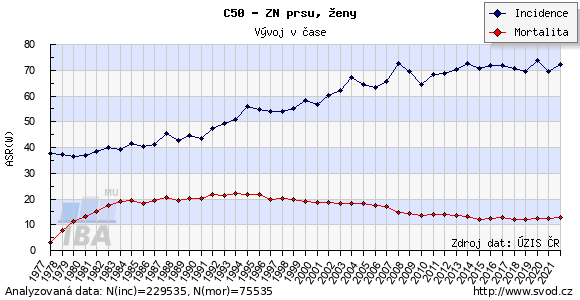 C50 - ZN prsu, ženy
Vývoj v čase
Incidence
Mortalita
ASR(W)
80
70
60
50
40
30
20
10
0
MU
IBA
Zdroj dat: ÚZIS ČR
1977 1978 1979 1980 1981 1982 1983 1984 1985 1986 1987 1988 1989 1990 1991 1992 1993 1994 1995 1996 1997 1998 1999 2000 2001 2002 2003 2004 2005 2006 2007 2008 2009 2010 2011 2012 2013 2014 2015 2016 2017 2018 2019 2020 2021
Analyzovaná data: N(inc)=229535, N(mor)=75535
http://www.svod.cz